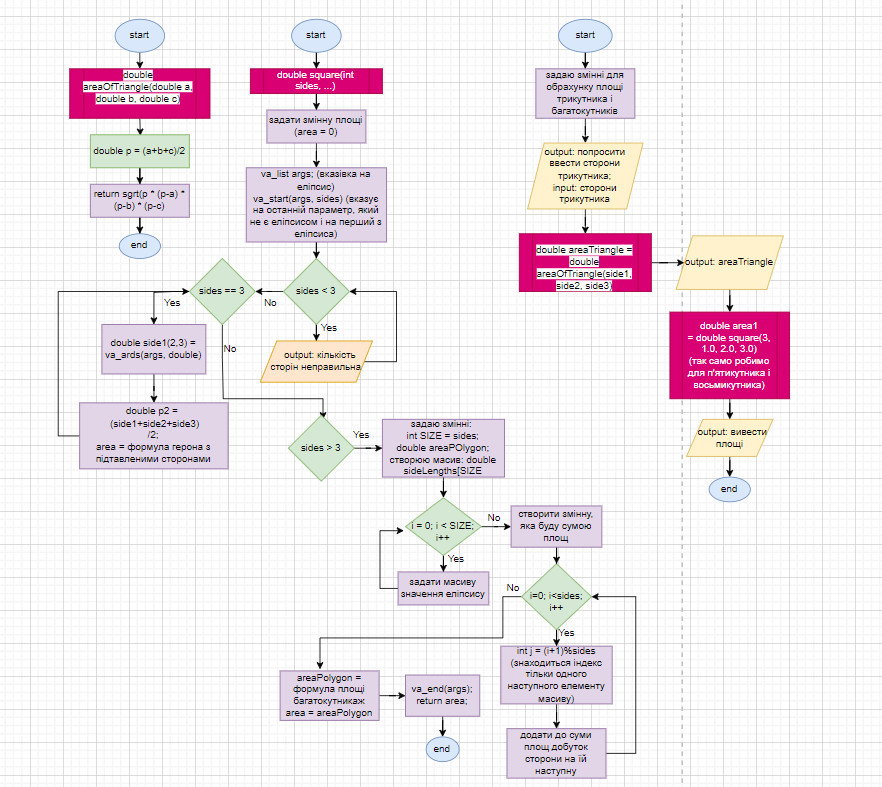 start
double
areaOfTriangle(double a,
double b, double c)
double p = (a+b+c)/2
return sgrt(p * (p-a) *
(p-b) * (p-c)
end
start
double square(int
sides, ...)
задати змінну площі
(area = 0)
va_list args; (вказівка на
еліпсис)
va_start(args, sides) (вказує
на останній параметр, який
не є еліпсисом і на перший з
еліпсиса)
sides < 3
No
Yes
output: кількість
сторін неправильна
sides == 3
Yes
No
double side1(2,3) =
va_ards(args, double)
double p2 =
(side1+side2+side3)
/2;
area = формула герона з
підтавленими сторонами
sides > 3
Yes
задаю змінні:
int SIZE = sides;
double areaPOlygon;
створюю масив: double
sideLengths[SIZE
i = 0; i < SIZE;
i++
No
Yes
задати масиву
значення еліпсису
створити змінну,
яка буду сумою
площ
i=0; i<sides;
i++
No
Yes
int j = (i+1)%sides
(знаходиться індекс
тільки одного
наступного елементу
масиву)
додати до суми
площ добуток
сторони на їй
наступну
areaPolygon =
формула площі
багатокутникаж
area = areaPolygon
va_end(args);
return area;
end
start
задаю змінні для
обрахунку площі
трикутника і
багатокутників
output: попросити
ввести сторони
трикутника;
input: сторони
трикутника
double areaTriangle =
double
areaOfTriangle(side1,
side2, side3)
output: areaTriangle
double area1
= double square(3,
1.0, 2.0, 3.0)
(так само робимо
для п'ятикутника і
восьмикутника)
output: вивести
площі
end